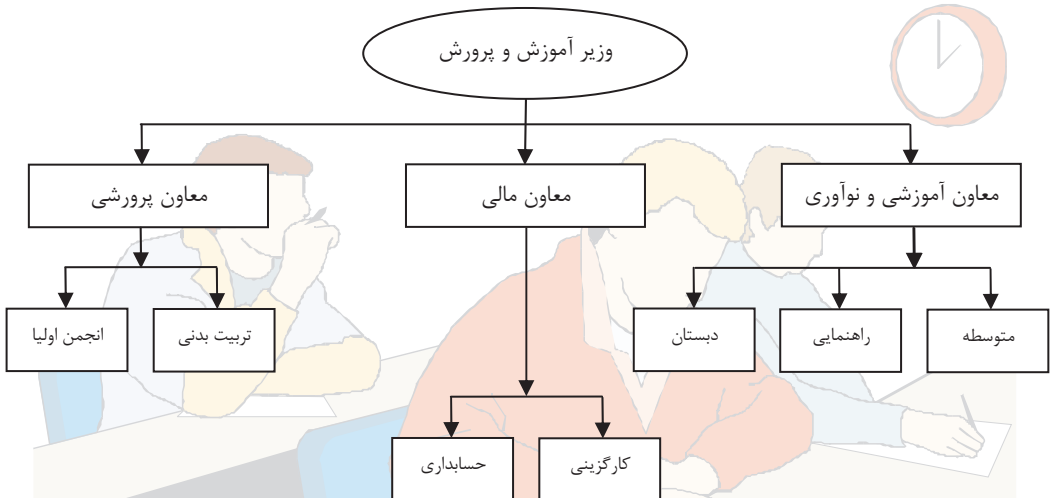 وزیر آموزش و پرورش
معاون آموزشی و نوآوری
معاون مالی
معاون پرورشی
متوسطه
راهنمایی
دبستان
تربیت بدنی
انجمن اولیا
کارگزینی
حسابداری